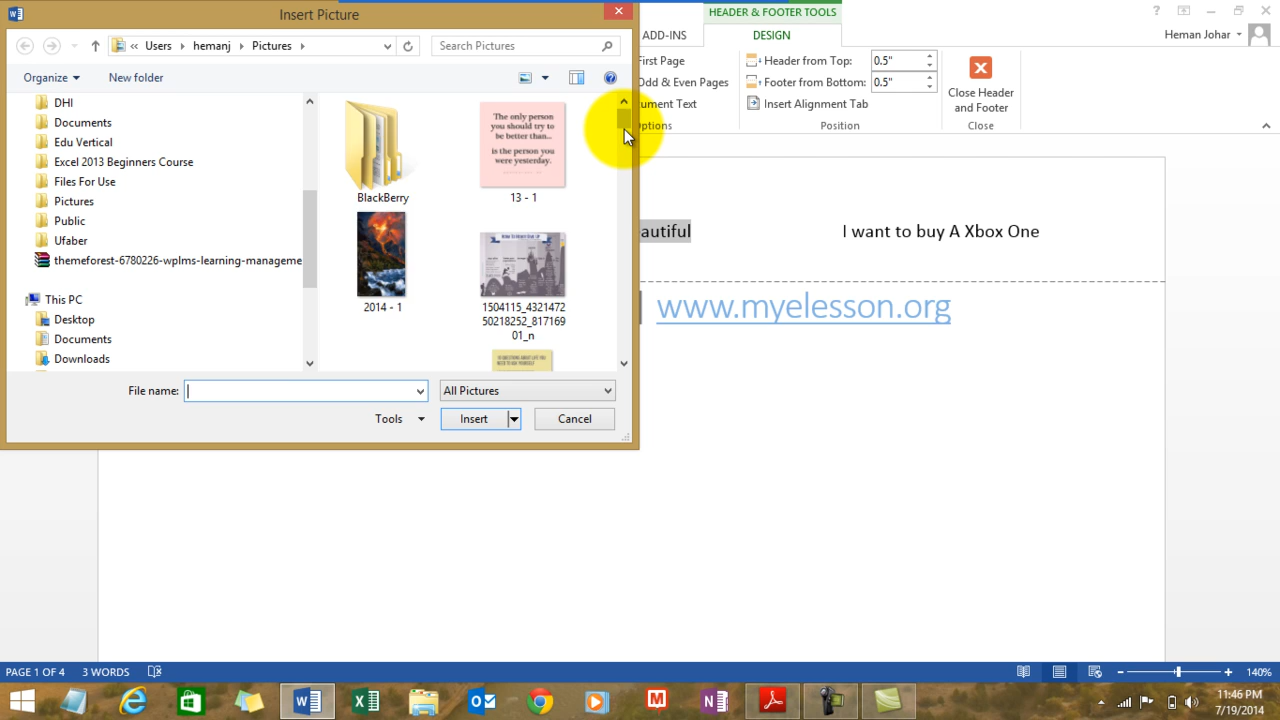 Insert Picture
HEADER & FOOTER TOOLS
ADD-INS
DESIGN
Heman Johar
« Users hemanj Pictures
Search Pictures
Organize
New folder
First Page
Odd & Even Pages
ument Text
Options
Header from Top: 0.5"
Footer from Bottom: 0.5"
Insert Alignment Tab
Position
Close Header
and Footer
Close
DHI
Documents
Edu Vertical
Excel 2013 Beginners Course
Files For Use
Pictures
Public
Ufaber
themeforest-6780226-wplms-learning-manageme
This PC
Desktop
Documents
Downloads
BlackBerry
The only person
you should try to
be better than...
is the person you
were yesterday.
13 - 1
2014 - 1
1504115_4321472
50218252_817169
01_n
File name:
All Pictures
Tools
Insert
Cancel
autiful
I want to buy A Xbox One
www.myelesson.org
PAGE 1 OF 4
3 WORDS
140%
11:46 PM
7/19/2014